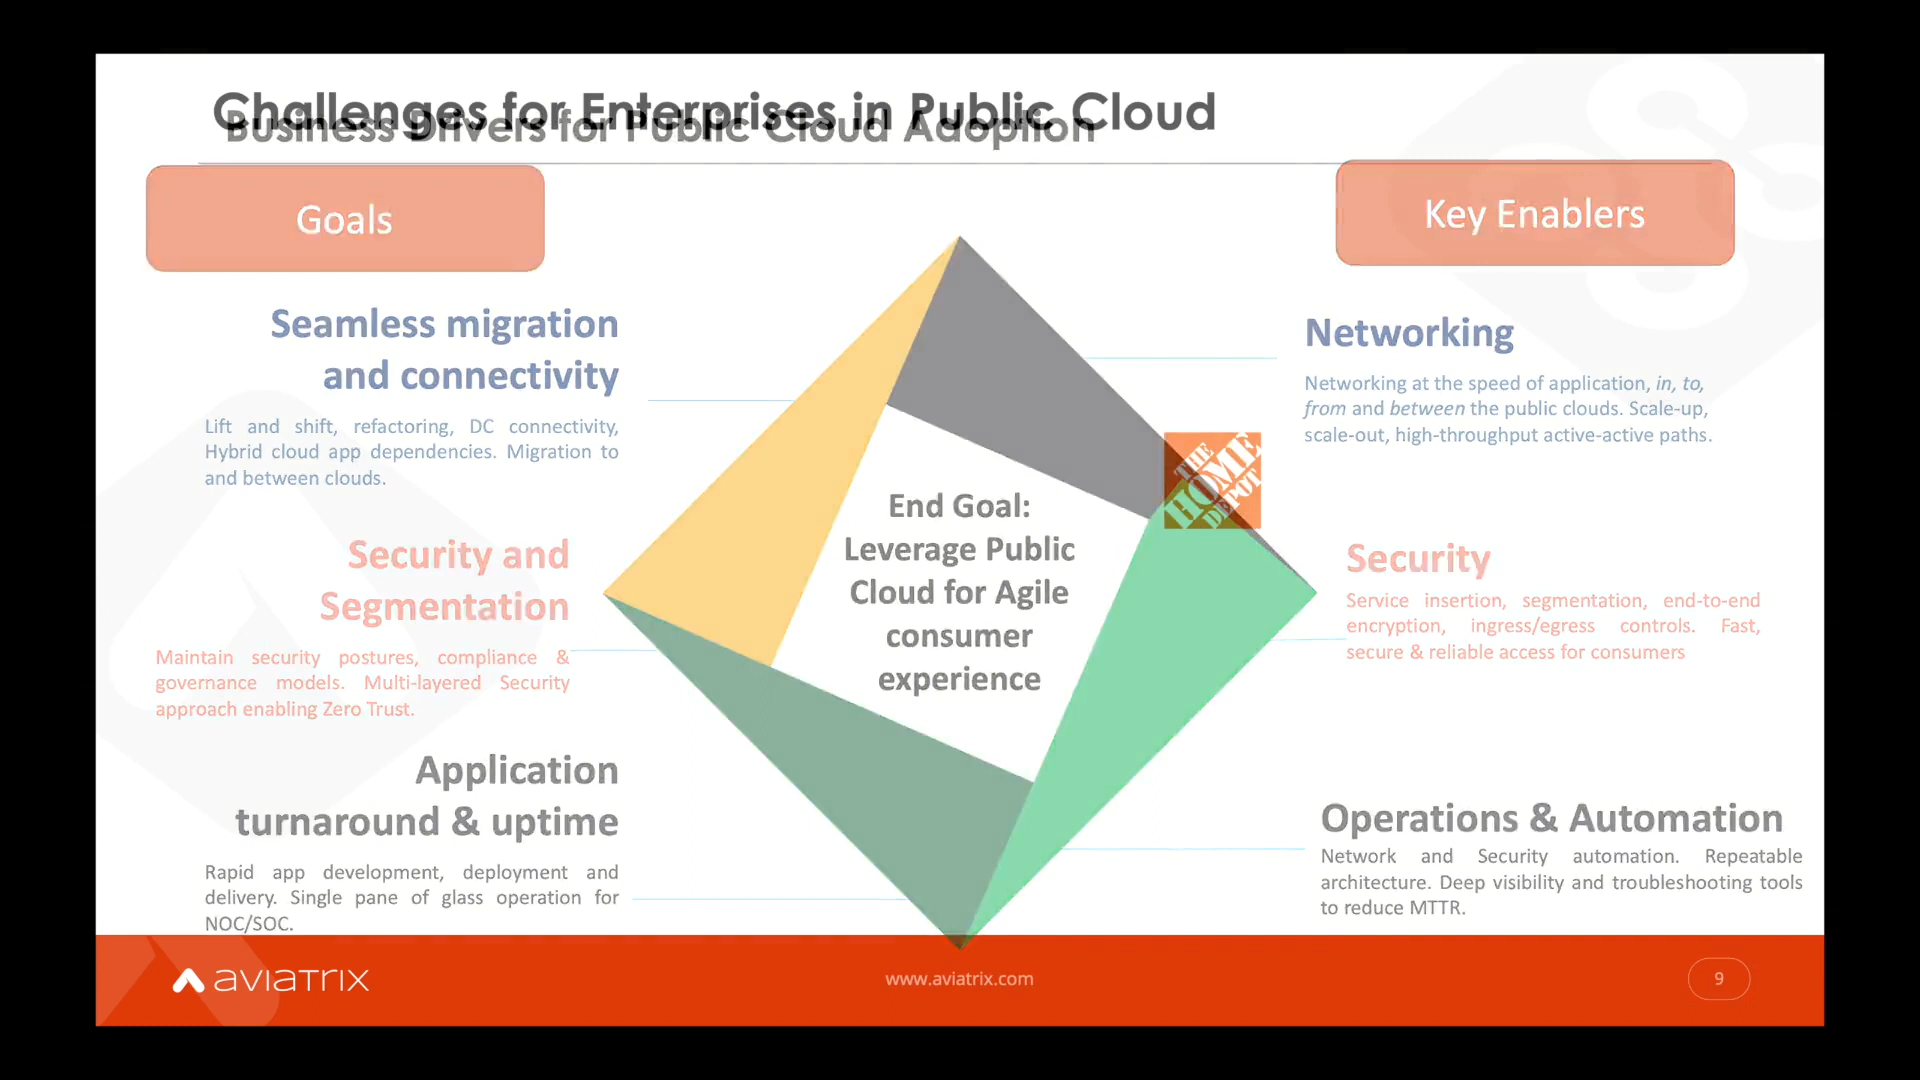 Challenges for Enterprises in Public Cloud
Business Drivers for Public Cloud Adoption
Goals
Seamless migration
and connectivity
Lift and shift, refactoring, DC connectivity,
Hybrid cloud app dependencies. Migration to
and between clouds.
Security and
Segmentation
Maintain security postures, compliance &
governance models. Multi-layered Security
approach enabling Zero Trust.
Application
turnaround & uptime
Rapid app development, deployment and
delivery. Single pane of glass operation for
NOC/SOC.
End Goal:
Leverage Public
Cloud for Agile
consumer
experience
THE
HOME
DEPOT
Key Enablers
Networking
Networking at the speed of application, in, to,
from and between the public clouds. Scale-up,
scale-out, high-throughput active-active paths.
Security
Service insertion, segmentation, end-to-end
encryption, ingress/egress controls. Fast,
secure & reliable access for consumers
Operations & Automation
Network and Security automation. Repeatable
architecture. Deep visibility and troubleshooting tools
to reduce MTTR.
aviatrix
www.aviatrix.com
9